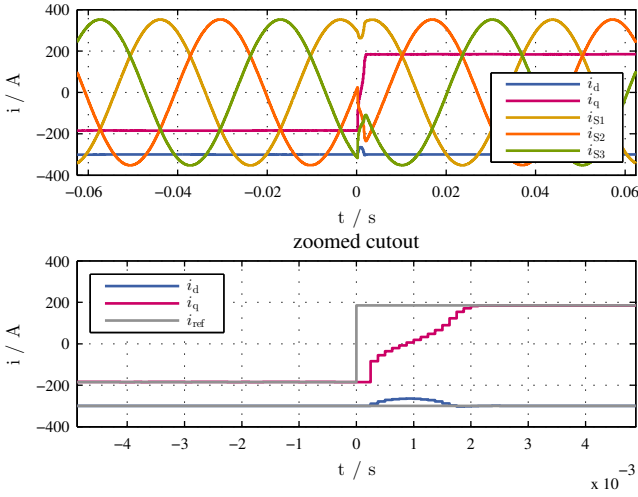 400
200
0
−200
−400
i / A
−0.06
−0.04
−0.02
0
0.02
0.04
0.06
t / s
i_d
i_q
i_S1
i_S2
i_S3
zoomed cutout
400
200
0
−200
−400
i / A
i_d
i_q
i_ref
−4
−3
−2
−1
0
1
2
3
4
t / s
x 10^−3